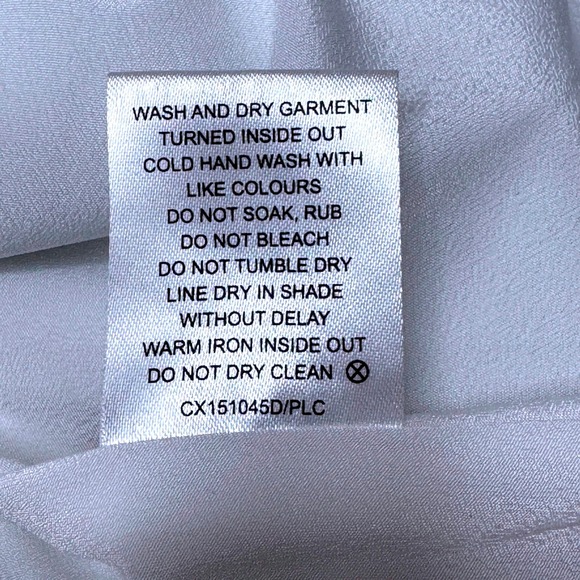 WASH AND DRY GARMENT
TURNED INSIDE OUT
COLD HAND WASH WITH
LIKE COLOURS
DO NOT SOAK, RUB
DO NOT BLEACH
DO NOT TUMBLE DRY
LINE DRY IN SHADE
WITHOUT DELAY
WARM IRON INSIDE OUT
DO NOT DRY CLEAN
CX151045D/PLC